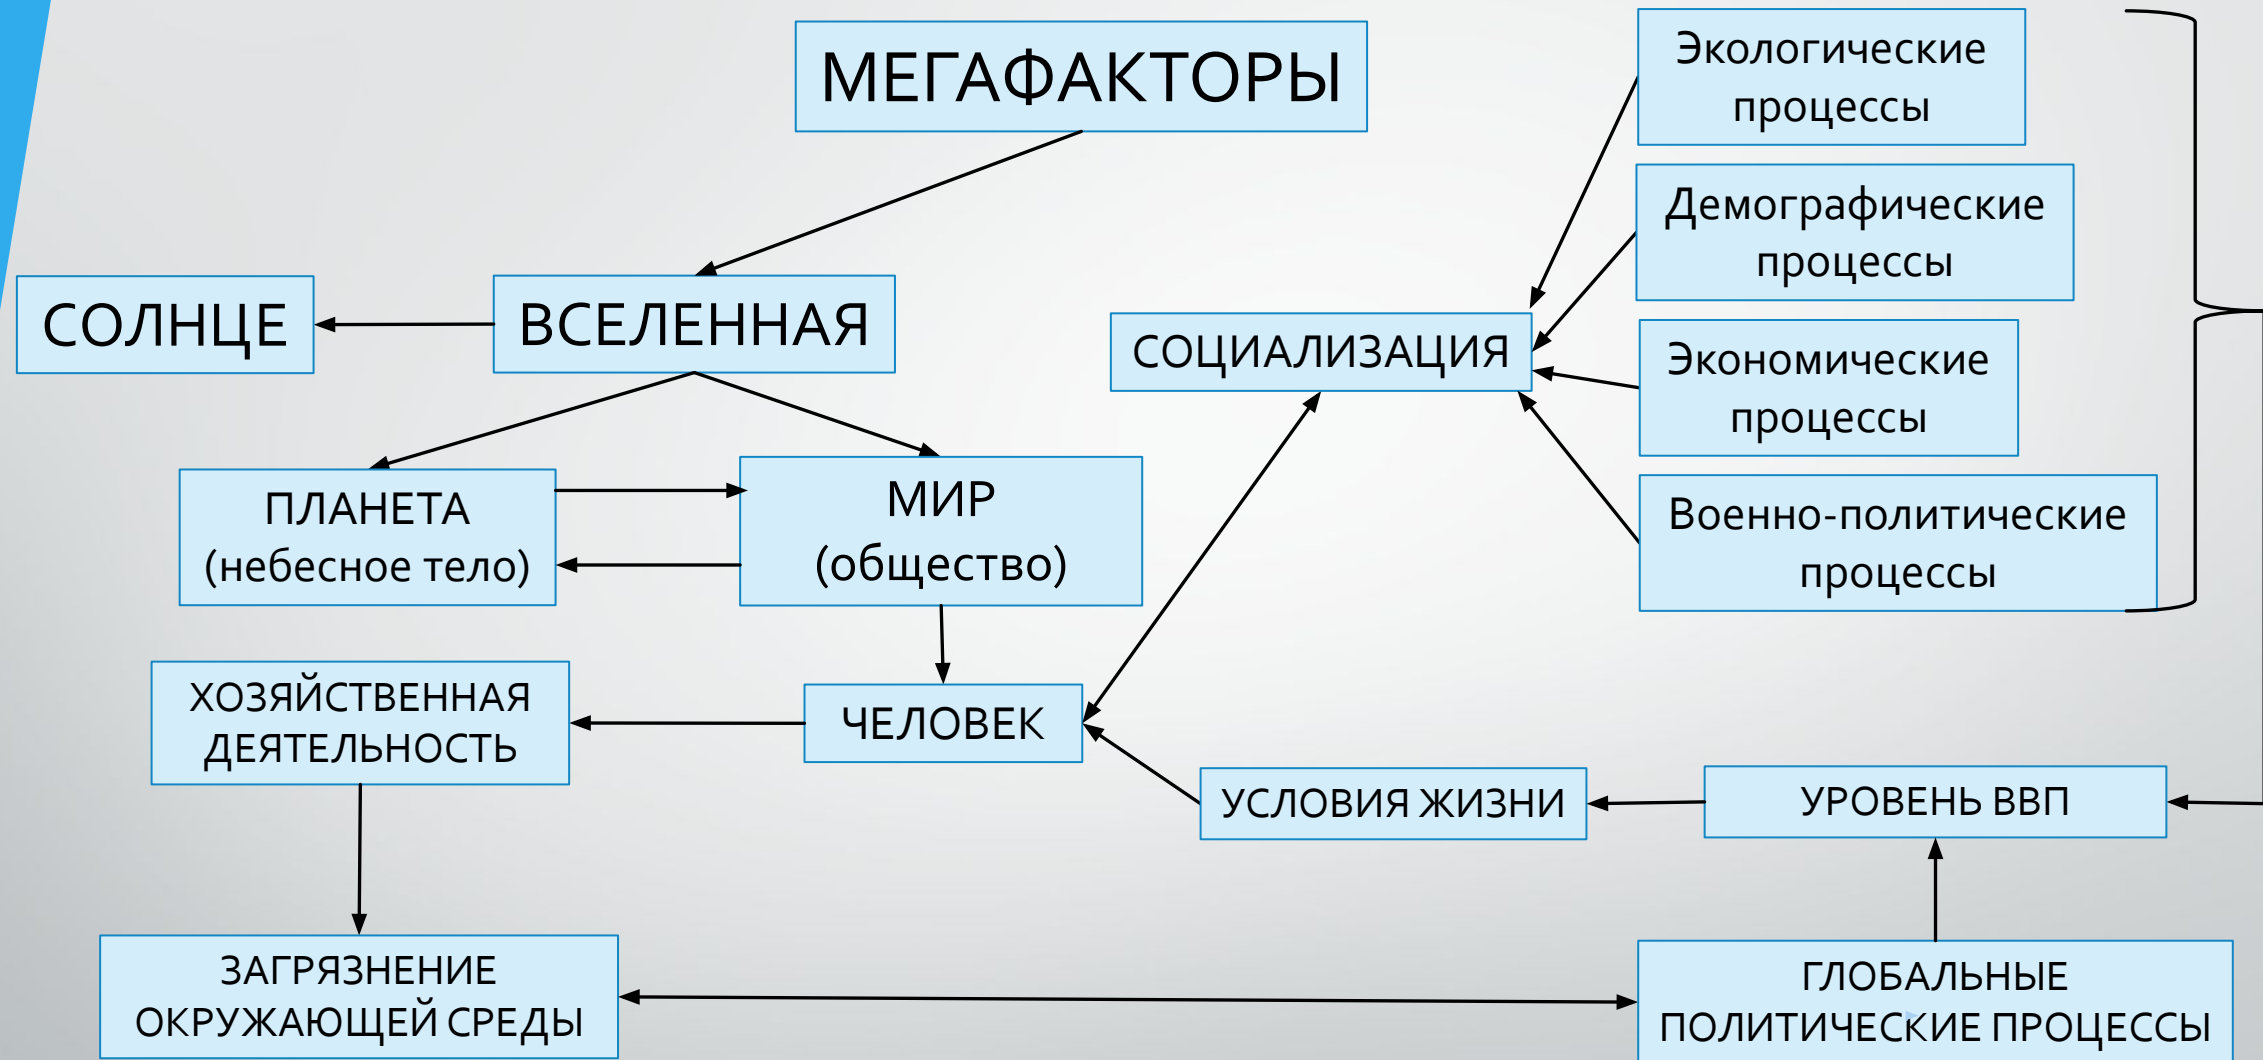 МЕГАФАКТОРЫ
Экологические
процессы
Демографические
процессы
СОЛНЦЕ
ВСЕЛЕННАЯ
СОЦИАЛИЗАЦИЯ
Экономические
процессы
ПЛАНЕТА
(небесное тело)
МИР
(общество)
Военно-политические
процессы
ХОЗЯЙСТВЕННАЯ
ДЕЯТЕЛЬНОСТЬ
ЧЕЛОВЕК
УСЛОВИЯ ЖИЗНИ
УРОВЕНЬ ВВП
ЗАГРЯЗНЕНИЕ
ОКРУЖАЮЩЕЙ СРЕДЫ
ГЛОБАЛЬНЫЕ
ПОЛИТИЧЕСКИЕ ПРОЦЕССЫ